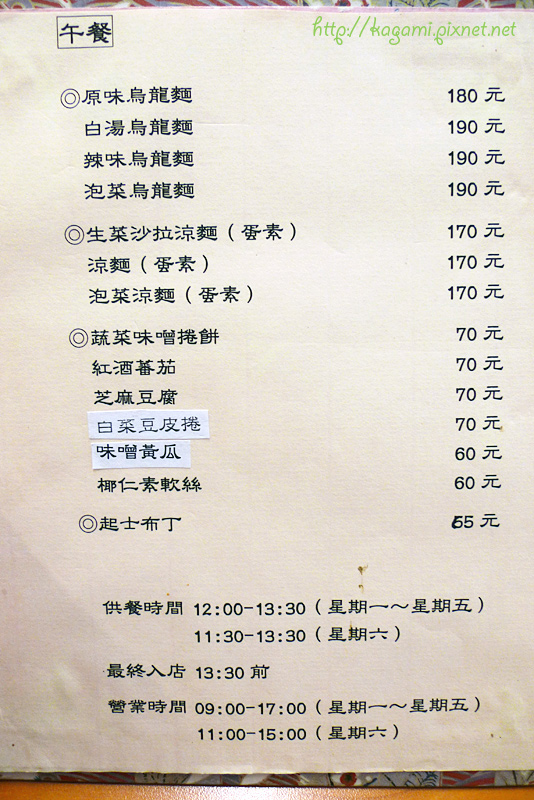 http://kagami.pixnet.net
午餐
◎原味烏龍麵 180 元
白湯烏龍麵 190 元
辣味烏龍麵 190 元
泡菜烏龍麵 190 元
◎生菜沙拉涼麵（蛋素） 170 元
涼麵（蛋素） 170 元
泡菜涼麵（蛋素） 170 元
◎蔬菜味噌捲餅 70 元
紅酒蕃茄 70 元
芝麻豆腐 70 元
白菜豆皮捲 70 元
味噌黃瓜 60 元
椰仁素軟絲 60 元
◎起士布丁 65 元
供餐時間 12:00-13:30（星期一～星期五）
11:30-13:30（星期六）
最終入店 13:30 前
營業時間 09:00-17:00（星期一～星期五）
11:00-15:00（星期六）